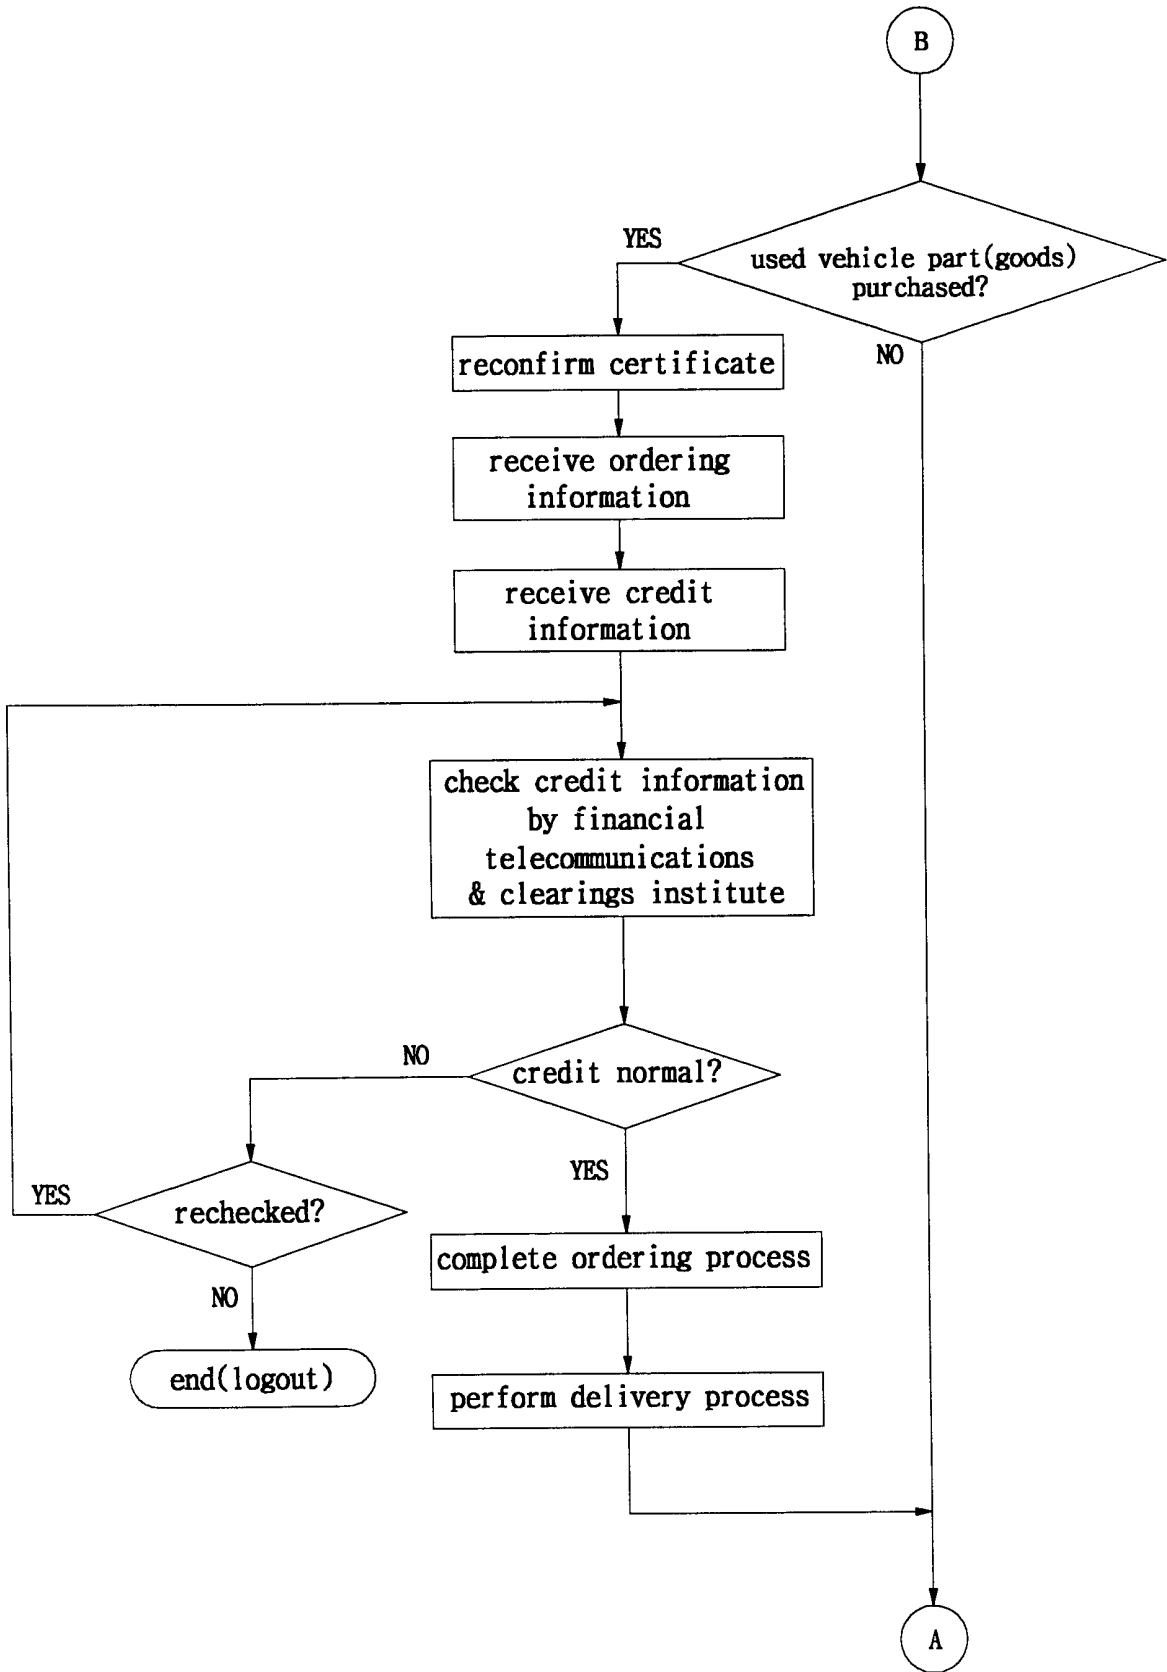 B
YES
used vehicle part(goods)
purchased?
NO
reconfirm certificate
receive ordering
information
receive credit
information
check credit information
by financial
telecommunications
& clearings institute
NO
credit normal?
YES
YES
rechecked?
complete ordering process
NO
end(logout)
perform delivery process
A